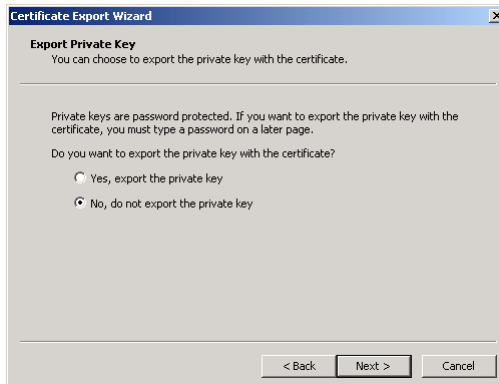 Certificate Export Wizard
Export Private Key
You can choose to export the private key with the certificate.
Private keys are password protected. If you want to export the private key with the
certificate, you must type a password on a later page.
Do you want to export the private key with the certificate?
Yes, export the private key
No, do not export the private key
< Back Next > Cancel